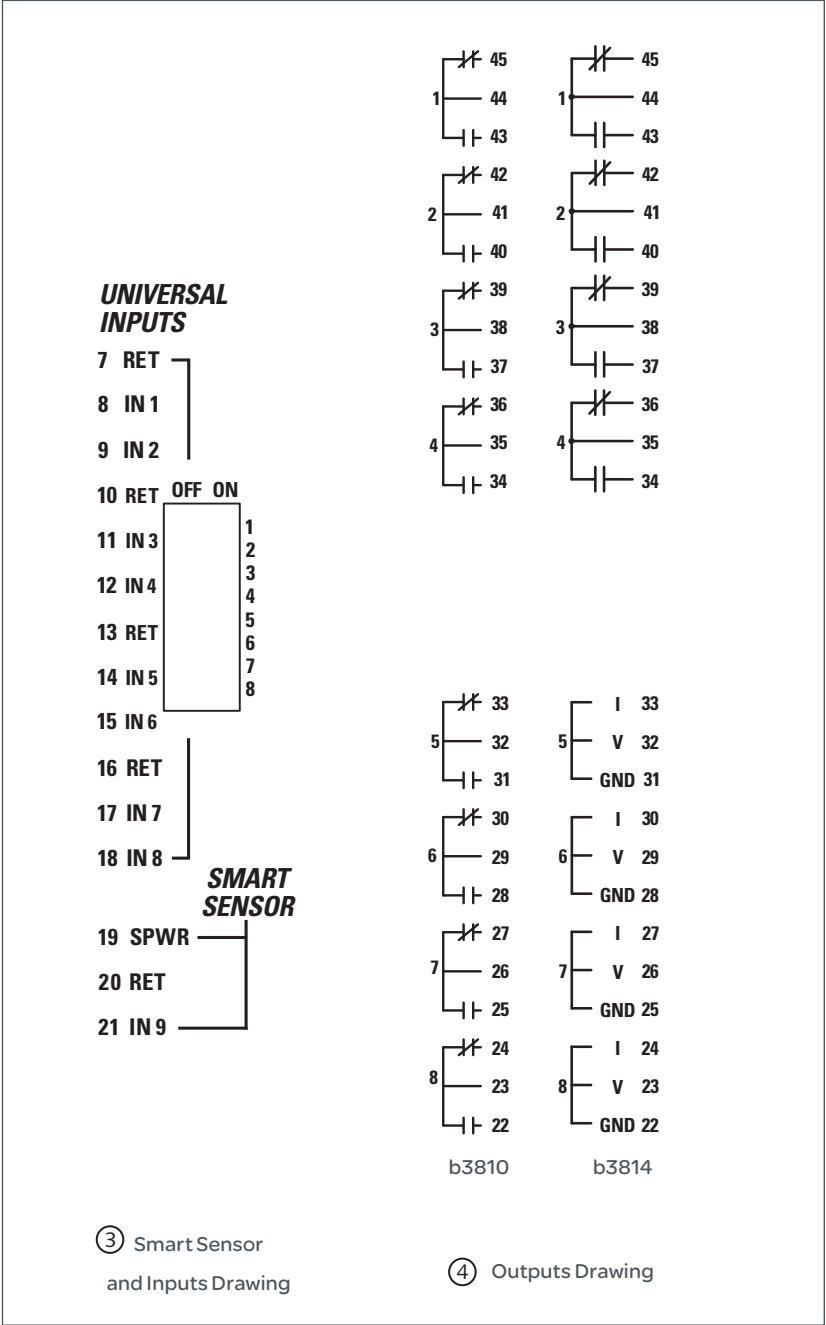 UNIVERSAL
INPUTS
7 RET
8 IN 1
9 IN 2
10 RET
11 IN 3
12 IN 4
13 RET
14 IN 5
15 IN 6
16 RET
17 IN 7
18 IN 8
OFF ON
1
2
3
4
5
6
7
8
SMART
SENSOR
19 SPWR
20 RET
21 IN 9
3 Smart Sensor
and Inputs Drawing
45
1 44
43
42
2 41
40
39
3 38
37
36
4 35
34
33
5 32
31
30
6 29
28
27
7 26
25
24
8 23
22
b3810
45
1 44
43
42
2 41
40
39
3 38
37
36
4 35
34
I 33
5 V 32
GND 31
I 30
6 V 29
GND 28
I 27
7 V 26
GND 25
I 24
8 V 23
GND 22
b3814
4 Outputs Drawing